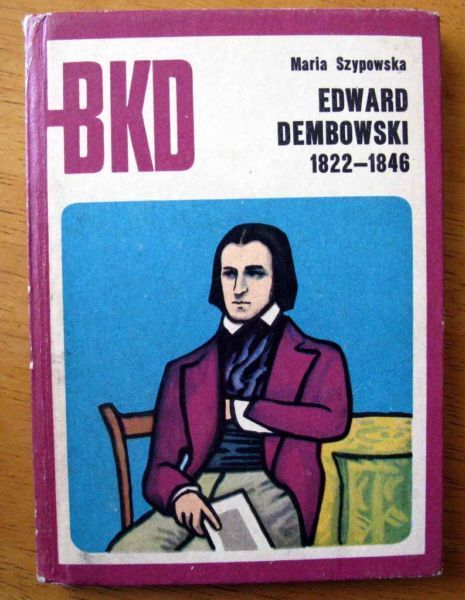 BKD
Maria Szypowska
EDWARD
DEMBOWSKI
1822-1846